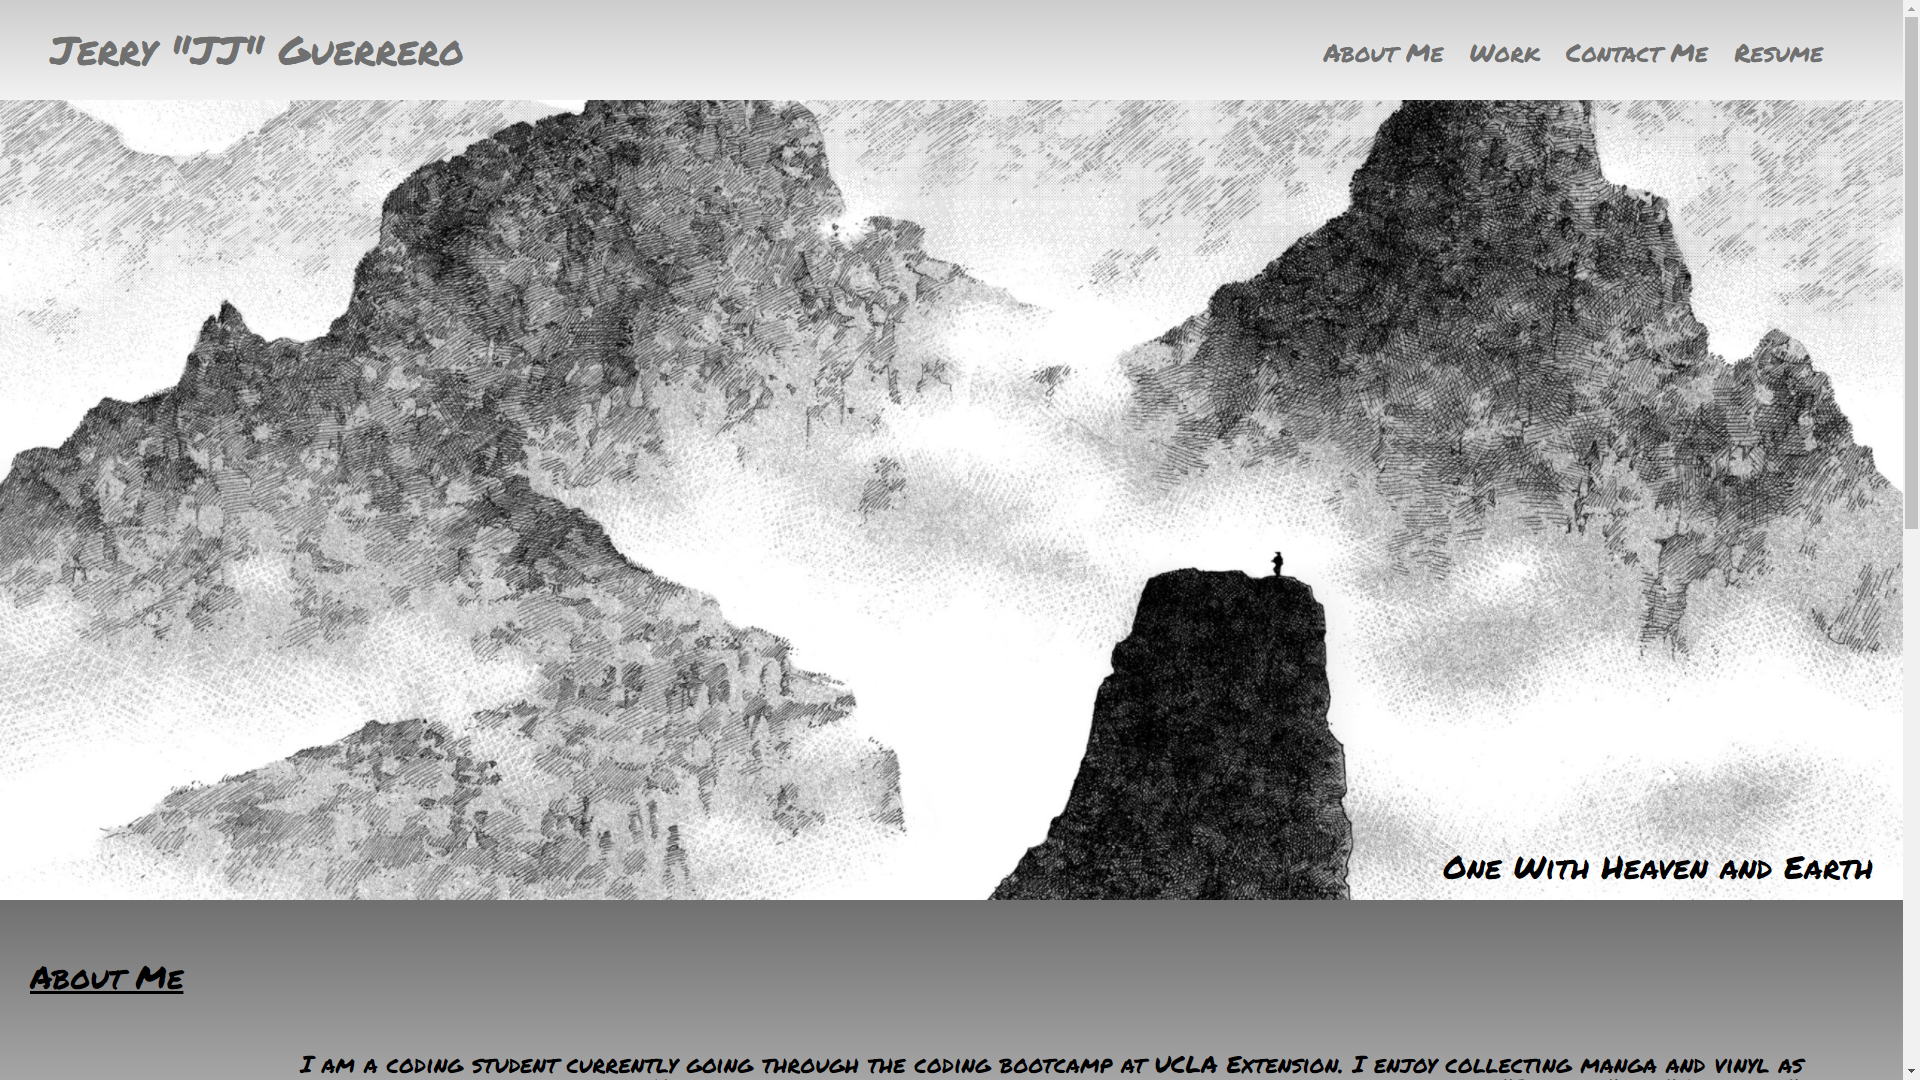 Jerry "JJ" Guerrero
About Me Work Contact Me Resume
One With Heaven and Earth
About Me
I am a coding student currently going through the coding bootcamp at UCLA Extension. I enjoy collecting manga and vinyl as